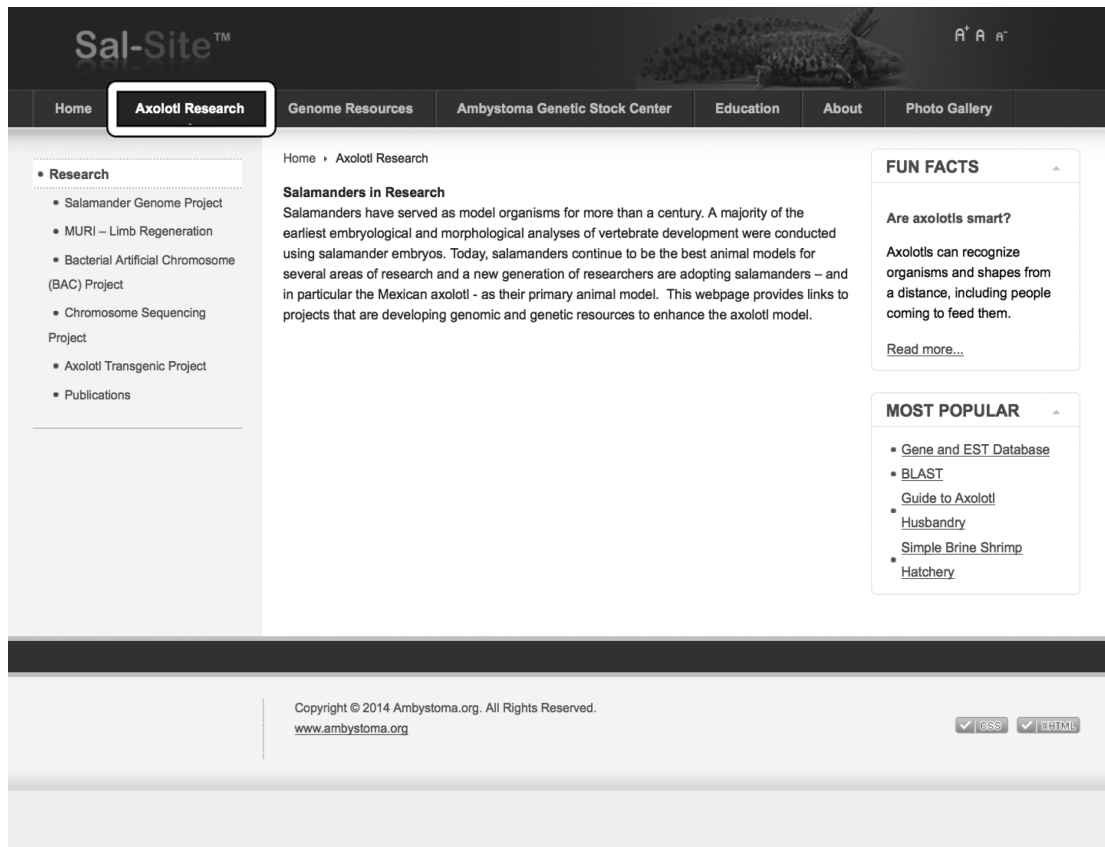 Sal-Site™
A+ A A-
Home Axolotl Research Genome Resources Ambystoma Genetic Stock Center Education About Photo Gallery
Research
Salamander Genome Project
MURI – Limb Regeneration
Bacterial Artificial Chromosome
(BAC) Project
Chromosome Sequencing
Project
Axolotl Transgenic Project
Publications
Home › Axolotl Research
Salamanders in Research
Salamanders have served as model organisms for more than a century. A majority of the
earliest embryological and morphological analyses of vertebrate development were conducted
using salamander embryos. Today, salamanders continue to be the best animal models for
several areas of research and a new generation of researchers are adopting salamanders – and
in particular the Mexican axolotl - as their primary animal model. This webpage provides links to
projects that are developing genomic and genetic resources to enhance the axolotl model.
FUN FACTS
Are axolotls smart?
Axolotls can recognize
organisms and shapes from
a distance, including people
coming to feed them.
Read more...
MOST POPULAR
Gene and EST Database
BLAST
Guide to Axolotl
Husbandry
Simple Brine Shrimp
Hatchery
Copyright © 2014 Ambystoma.org. All Rights Reserved.
www.ambystoma.org
CSS XHTML